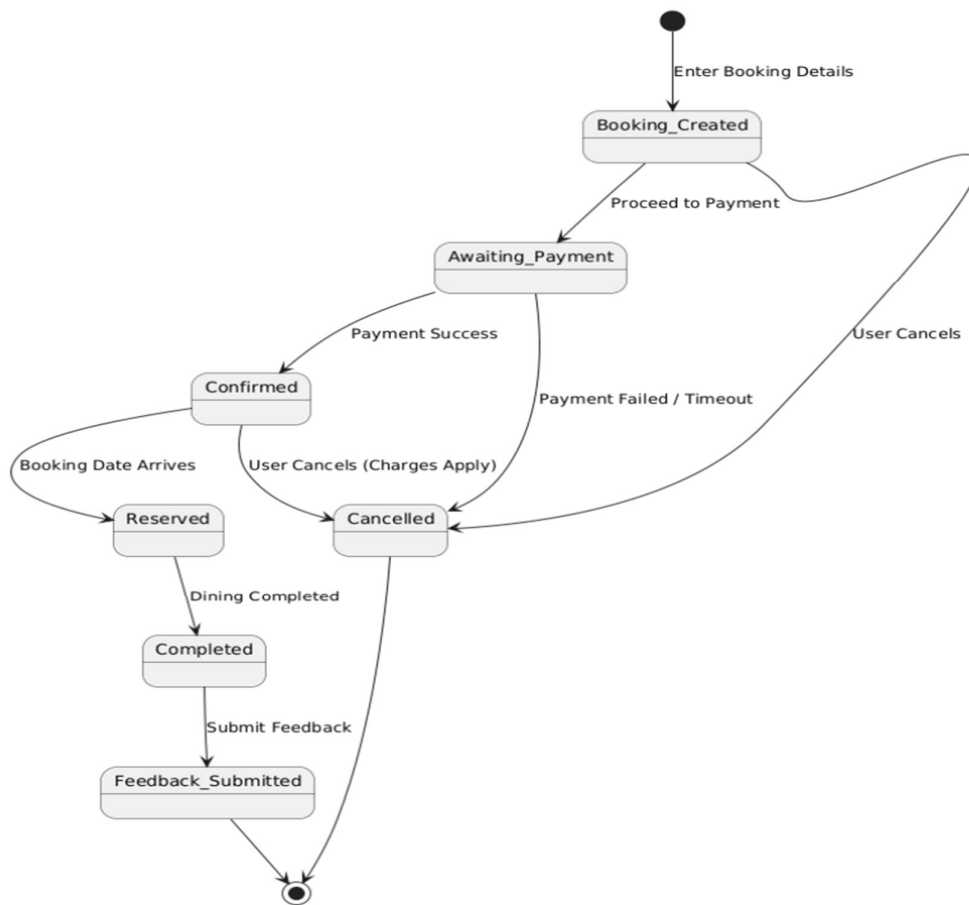 Enter Booking Details
Booking_Created
Proceed to Payment
Awaiting_Payment
User Cancels
Payment Success
Confirmed
Payment Failed / Timeout
Booking Date Arrives
User Cancels (Charges Apply)
Reserved
Cancelled
Dining Completed
Completed
Submit Feedback
Feedback_Submitted